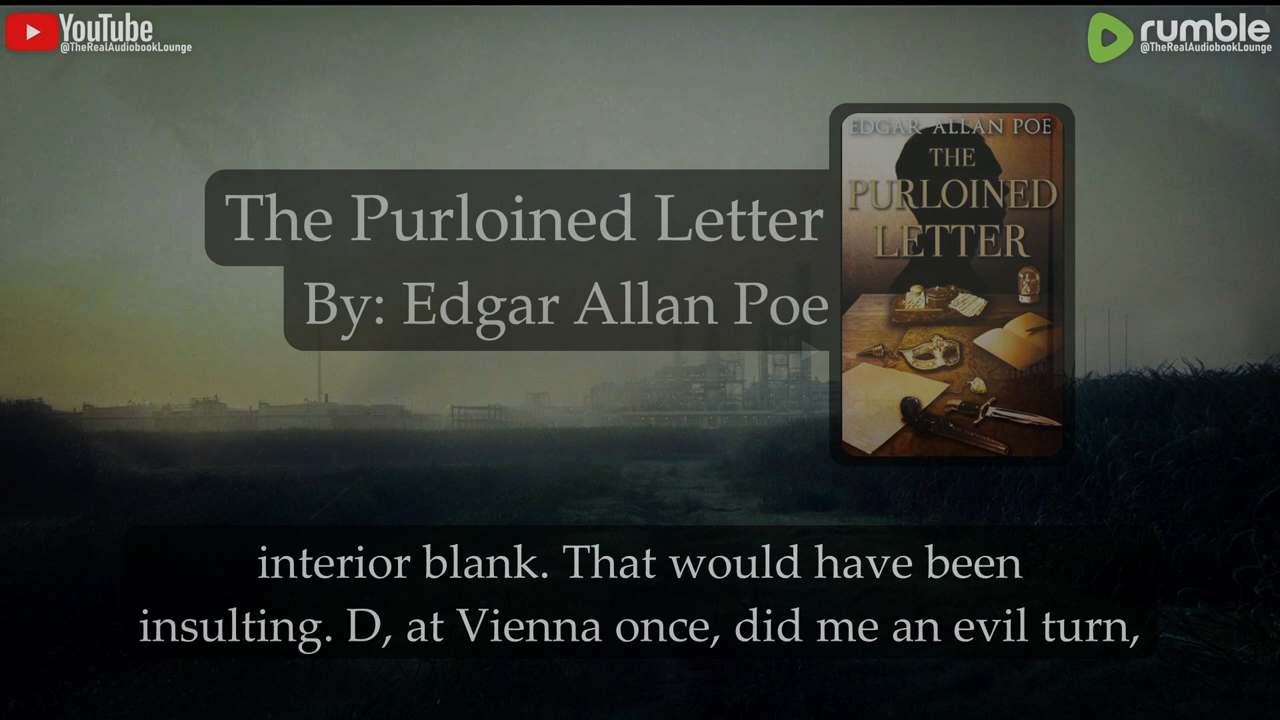 YouTube
@TheRealAudiobookLounge
rumble
@TheRealAudiobookLounge
EDGAR ALLAN POE
THE
PURLOINED
LETTER
The Purloined Letter
By: Edgar Allan Poe
interior blank. That would have been
insulting. D, at Vienna once, did me an evil turn,